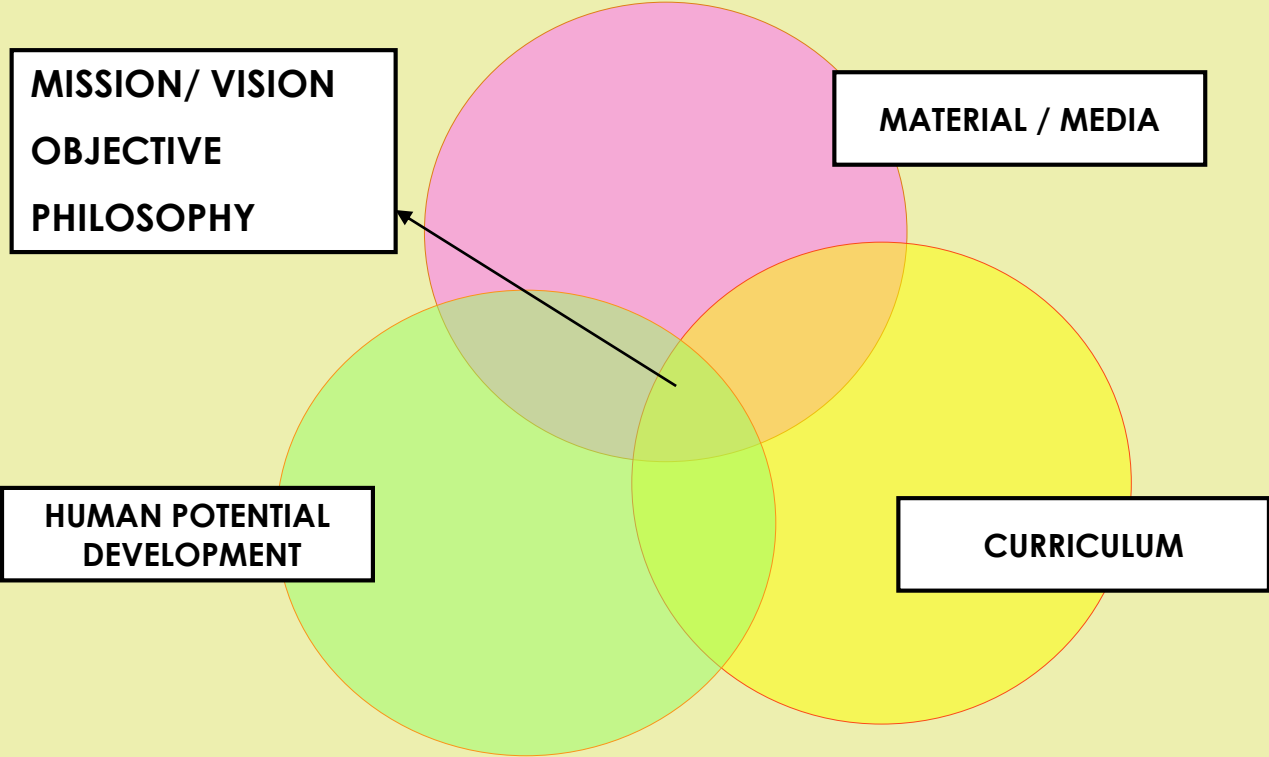 MISSION/ VISION
OBJECTIVE
PHILOSOPHY
MATERIAL / MEDIA
HUMAN POTENTIAL
DEVELOPMENT
CURRICULUM